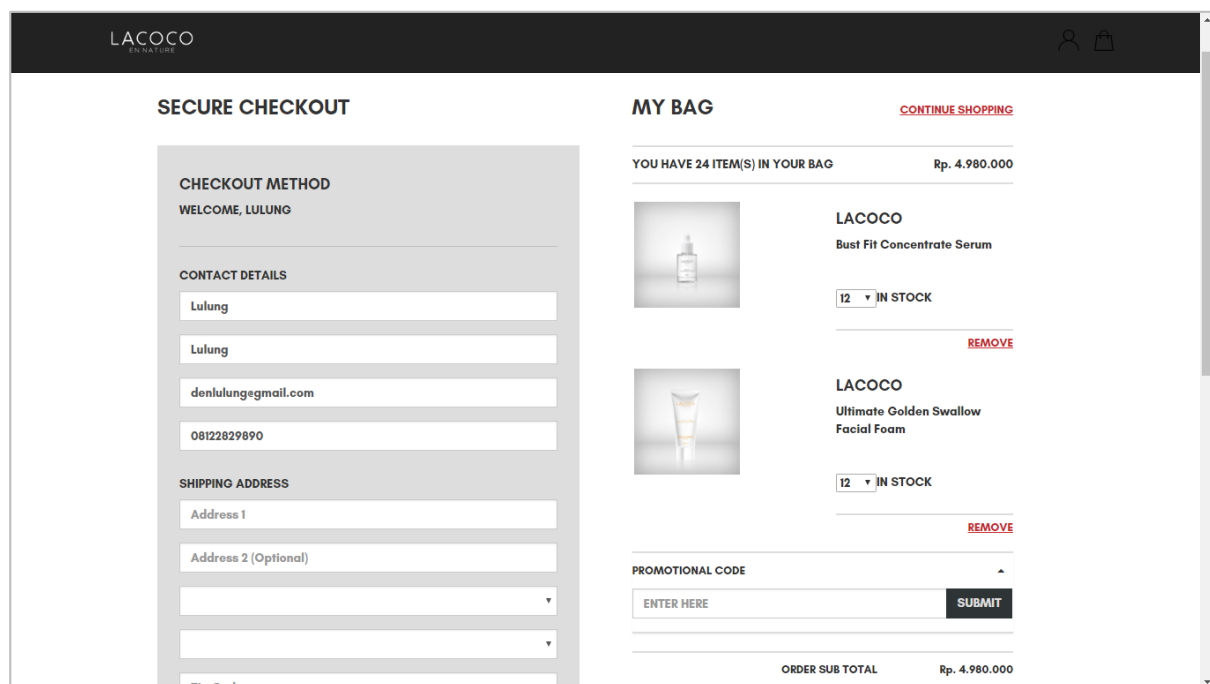 LACOCO
EN NATURE
SECURE CHECKOUT
CHECKOUT METHOD
WELCOME, LULUNG
CONTACT DETAILS
Lulung
Lulung
denlulung@gmail.com
08122829890
SHIPPING ADDRESS
Address 1
Address 2 (Optional)
MY BAG
CONTINUE SHOPPING
YOU HAVE 24 ITEM(S) IN YOUR BAG Rp. 4.980.000
LACOCO
Bust Fit Concentrate Serum
12 IN STOCK
REMOVE
LACOCO
LACOCO
Ultimate Golden Swallow
Facial Foam
12 IN STOCK
REMOVE
PROMOTIONAL CODE
ENTER HERE SUBMIT
ORDER SUB TOTAL Rp. 4.980.000